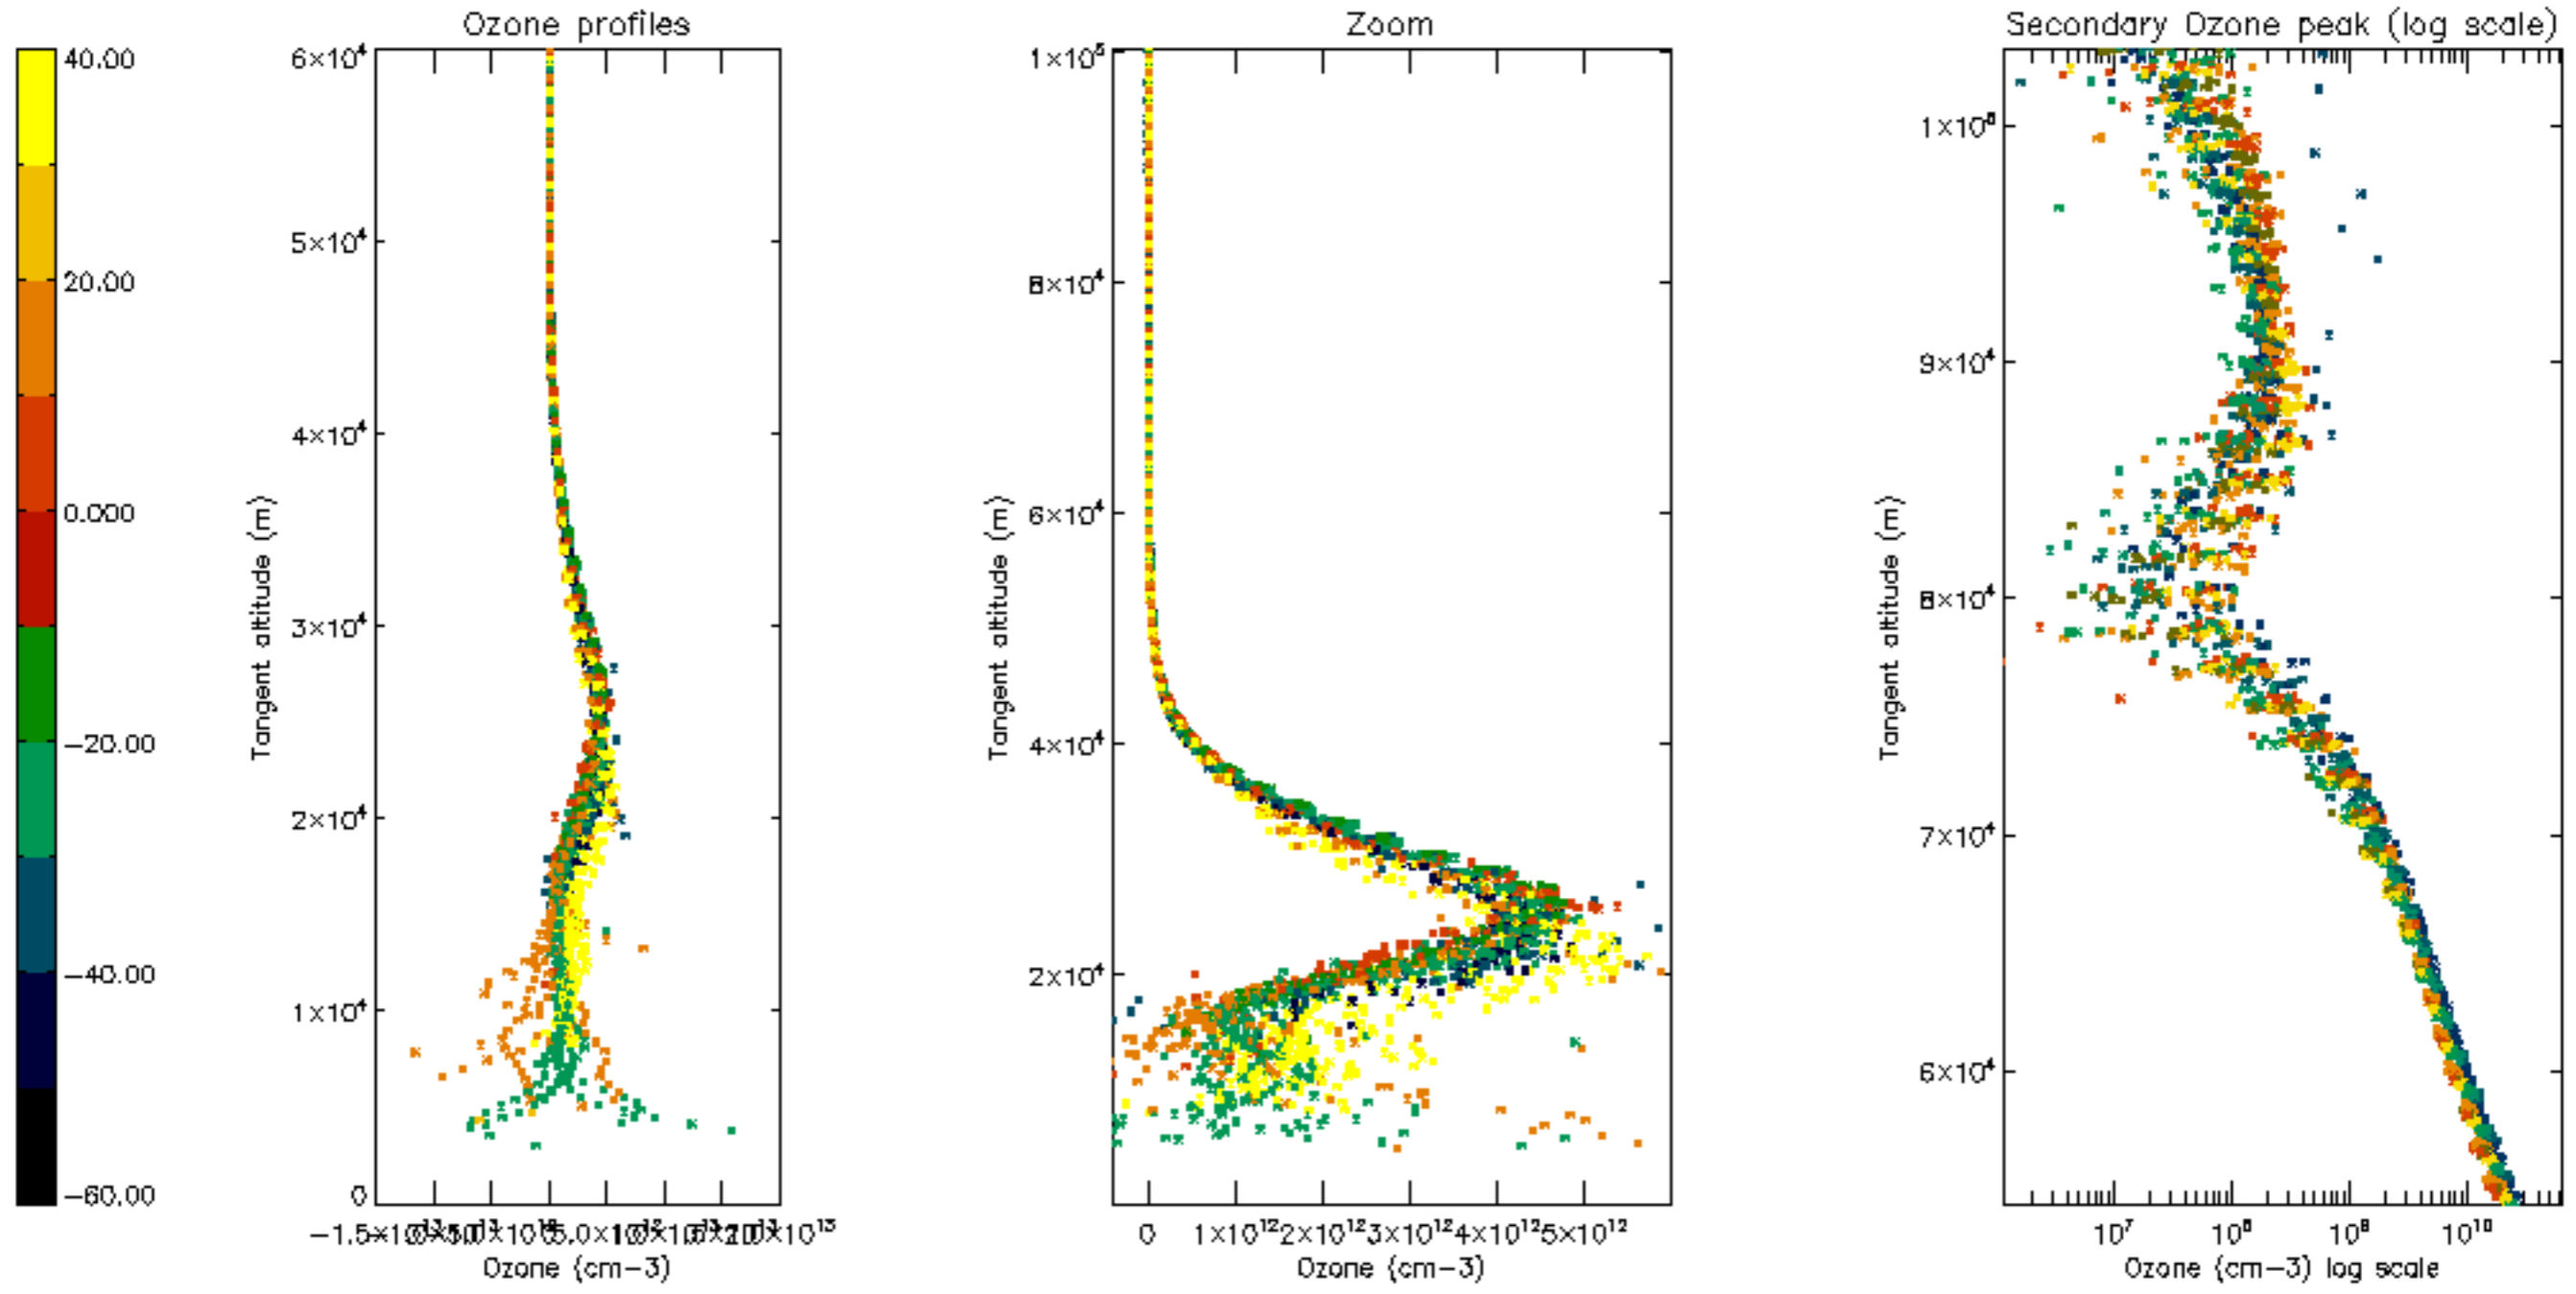 Ozone profiles
Zoom
Secondary Ozone peak (log scale)
40.00
20.00
0.000
-20.00
-40.00
-60.00
6×10⁴
5×10⁴
4×10⁴
3×10⁴
2×10⁴
1×10⁴
0
Tangent altitude (m)
Ozone (cm-3)
1×10⁵
8×10⁴
6×10⁴
4×10⁴
2×10⁴
Tangent altitude (m)
0 1×10¹² 2×10¹² 3×10¹² 4×10¹² 5×10¹²
Ozone (cm-3)
9×10⁴
8×10⁴
7×10⁴
6×10⁴
Tangent altitude (m)
10⁷ 10⁸ 10⁹ 10¹⁰
Ozone (cm-3) log scale